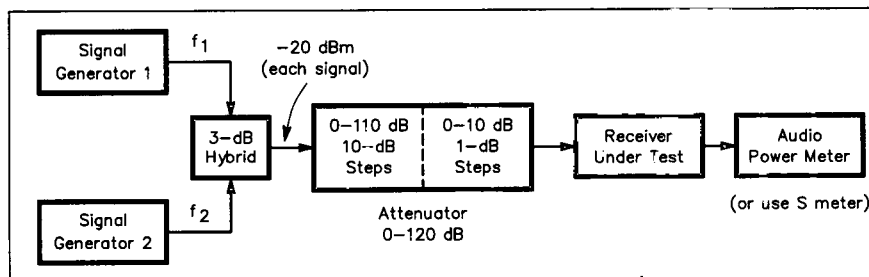 Signal
Generator 1
f1
-20 dBm
(each signal)
3-dB
Hybrid
0-110 dB
10--dB
Steps
0-10 dB
1-dB
Steps
Receiver
Under Test
Audio
Power Meter
(or use S meter)
Attenuator
0-120 dB
Signal
Generator 2
f2